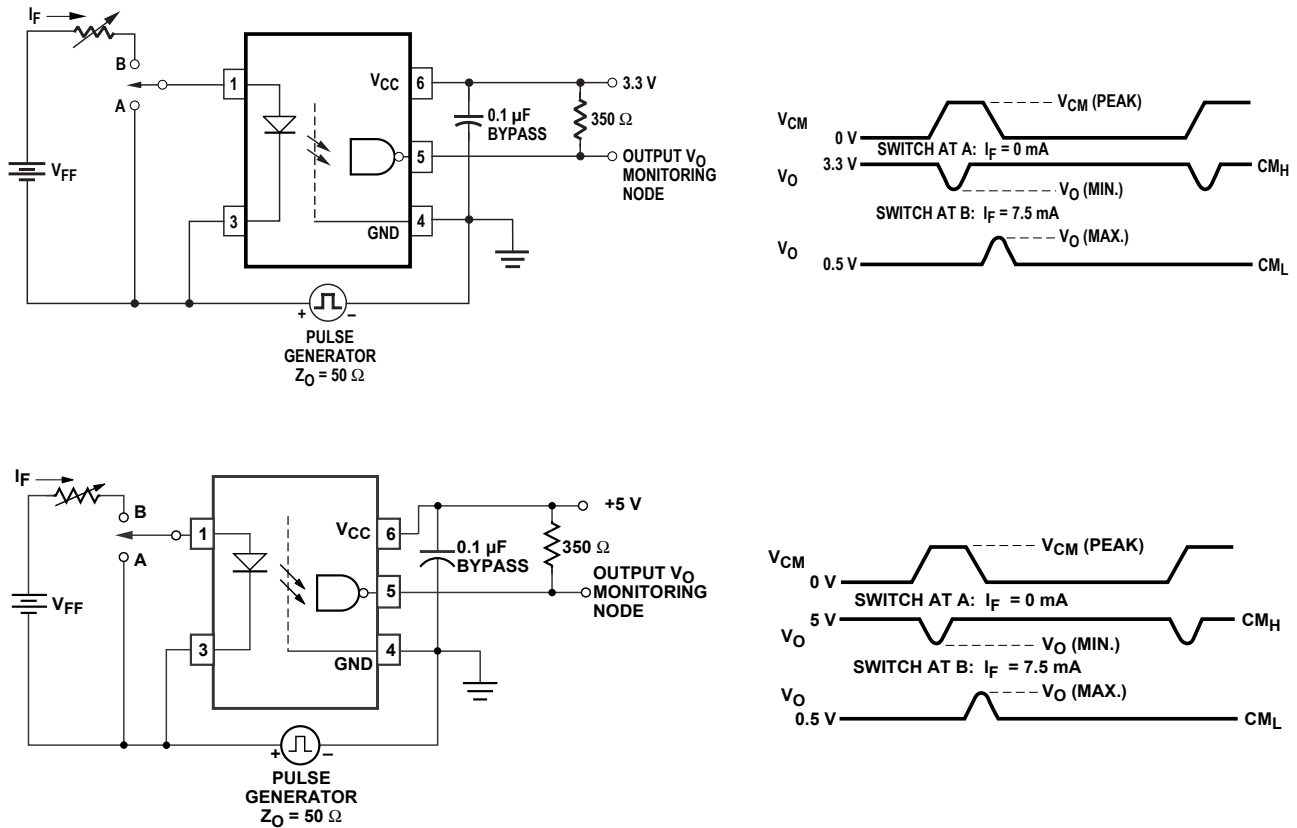 IF
B
A
VFF
1
3
VCC
6
5
4
GND
0.1 µF
BYPASS
3.3 V
350 Ω
OUTPUT VO
MONITORING
NODE
+ –
PULSE
GENERATOR
ZO = 50 Ω
VCM
VCM (PEAK)
0 V
SWITCH AT A: IF = 0 mA
VO
3.3 V
CMH
VO (MIN.)
SWITCH AT B: IF = 7.5 mA
VO (MAX.)
VO
0.5 V
CML
IF
B
A
VFF
1
3
VCC
6
5
4
GND
0.1 µF
BYPASS
+5 V
350 Ω
OUTPUT VO
MONITORING
NODE
+ –
PULSE
GENERATOR
ZO = 50 Ω
VCM
VCM (PEAK)
0 V
SWITCH AT A: IF = 0 mA
5 V
VO
CMH
VO (MIN.)
SWITCH AT B: IF = 7.5 mA
VO (MAX.)
VO
0.5 V
CML